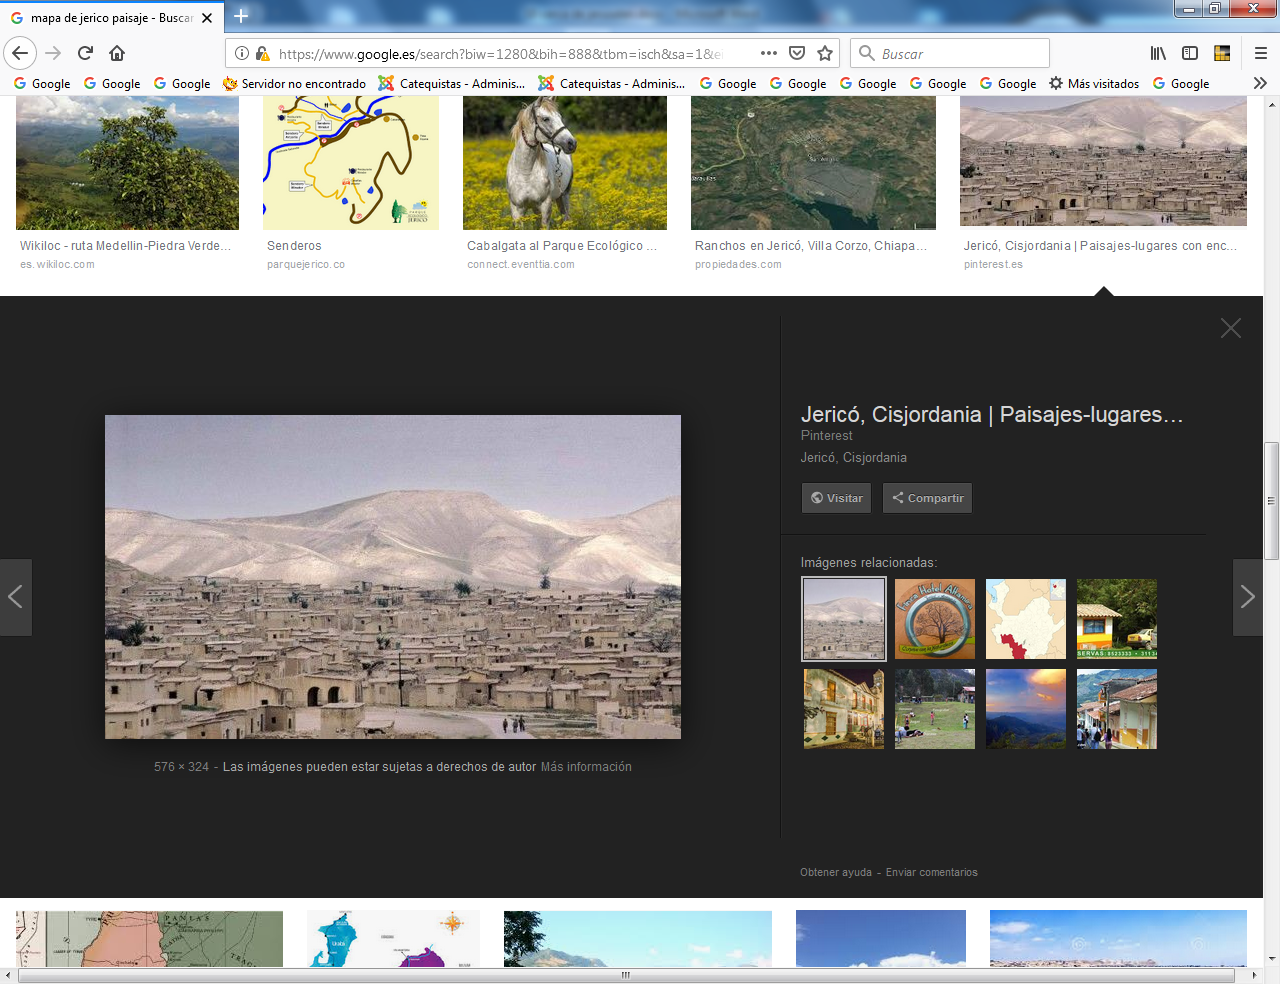 mapa de jerico paisaje - Buscar
https://www.google.es/search?biw=1280&bih=888&tbm=isch&sa=1&e
Buscar
Google
Google
Google
Servidor no encontrado
Catequistas - Adminis...
Catequistas - Adminis...
Google
Google
Google
Google
Google
Más visitados
Google
Wikiloc - ruta Medellin-Piedra Verde...
es.wikiloc.com
Senderos
parquejerico.co
Cabalgata al Parque Ecológico ...
connect.eventtia.com
Ranchos en Jericó, Villa Corzo, Chiapa...
propiedades.com
Jericó, Cisjordania | Paisajes-lugares con enc...
pinterest.es
Jericó, Cisjordania | Paisajes-lugares...
Pinterest
Jericó, Cisjordania
Visitar
Compartir
Imágenes relacionadas:
Finca Hotel
576 × 324 - Las imágenes pueden estar sujetas a derechos de autor Más información
Obtener ayuda - Enviar comentarios
PANIAS